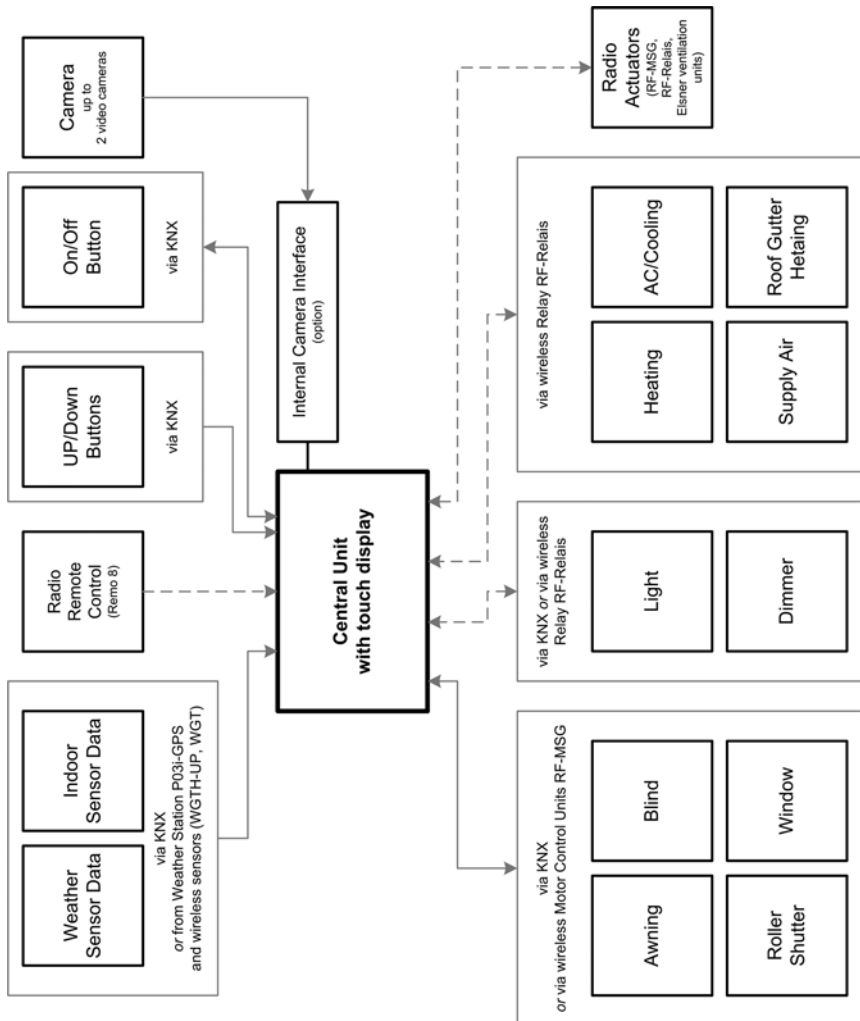 Weather
Sensor Data
Indoor
Sensor Data
via KNX
or from Weather Station P03i-GPS
and wireless sensors (WGTH-UP, WGT)
Radio
Remote
Control
(Remo 8)
UP/Down
Buttons
via KNX
On/Off
Button
via KNX
Camera
up to
2 video cameras
Central Unit
with touch display
Internal Camera Interface
(option)
via KNX
or via wireless Motor Control Units RF-MSG
Awning
Blind
Roller
Shutter
Window
via KNX or via wireless
Relay RF-Relais
Light
Dimmer
via wireless Relay RF-Relais
Heating
AC/Cooling
Supply Air
Roof Gutter
Hetaing
Radio
Actuators
(RF-MSG,
RF-Relais,
Elsner ventilation
units)